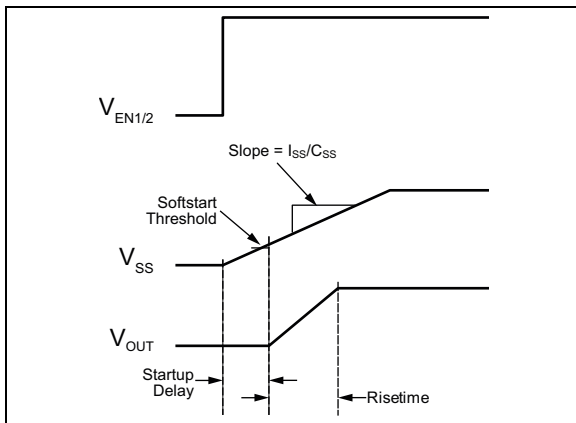 V_EN1/2
Slope = I_SS/C_SS
Softstart
Threshold
V_SS
V_OUT
Startup
Delay
Risetime